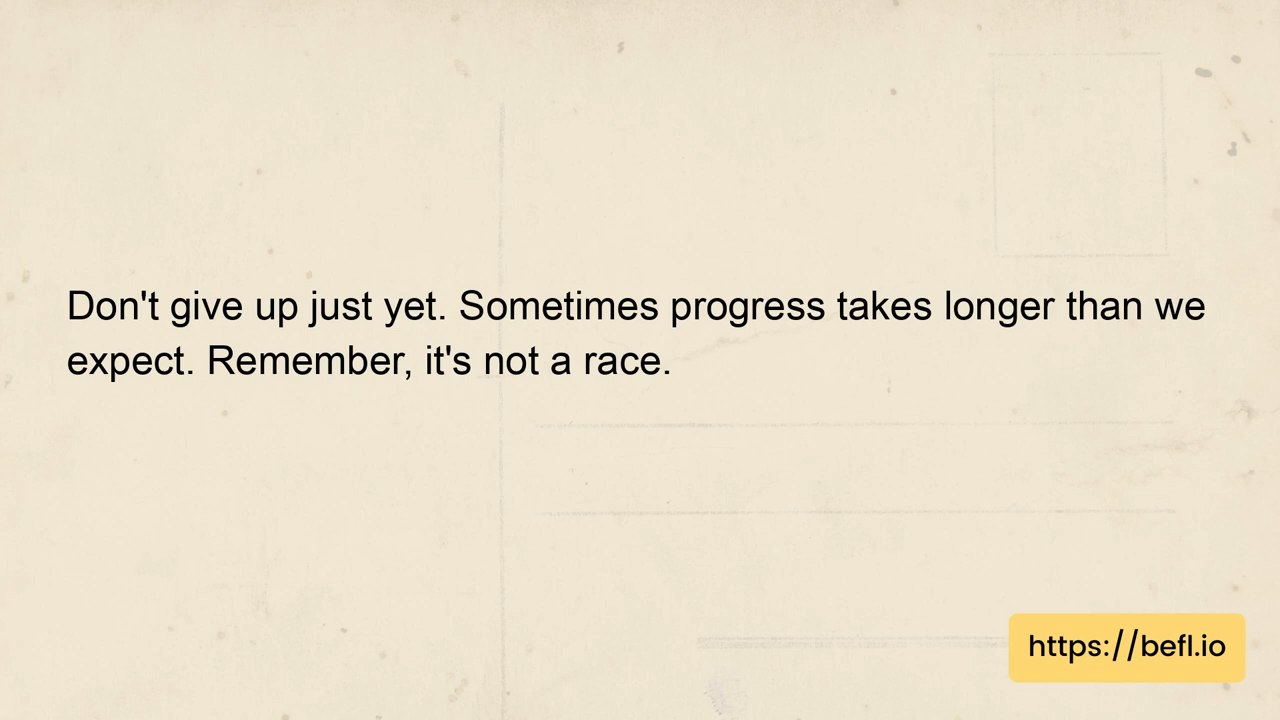 Don't give up just yet. Sometimes progress takes longer than we
expect. Remember, it's not a race.
https://befl.io